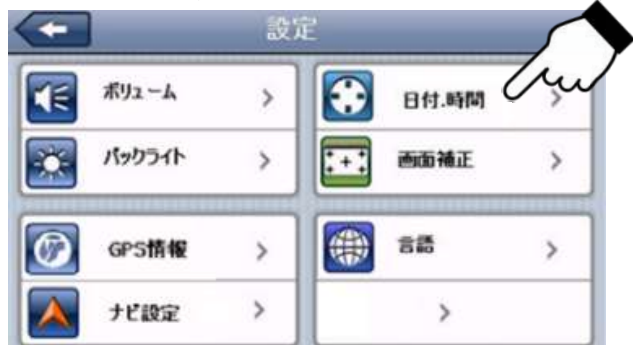 設定
ボリューム
バックライト
日付.時間
画面補正
GPS情報
ナビ設定
言語